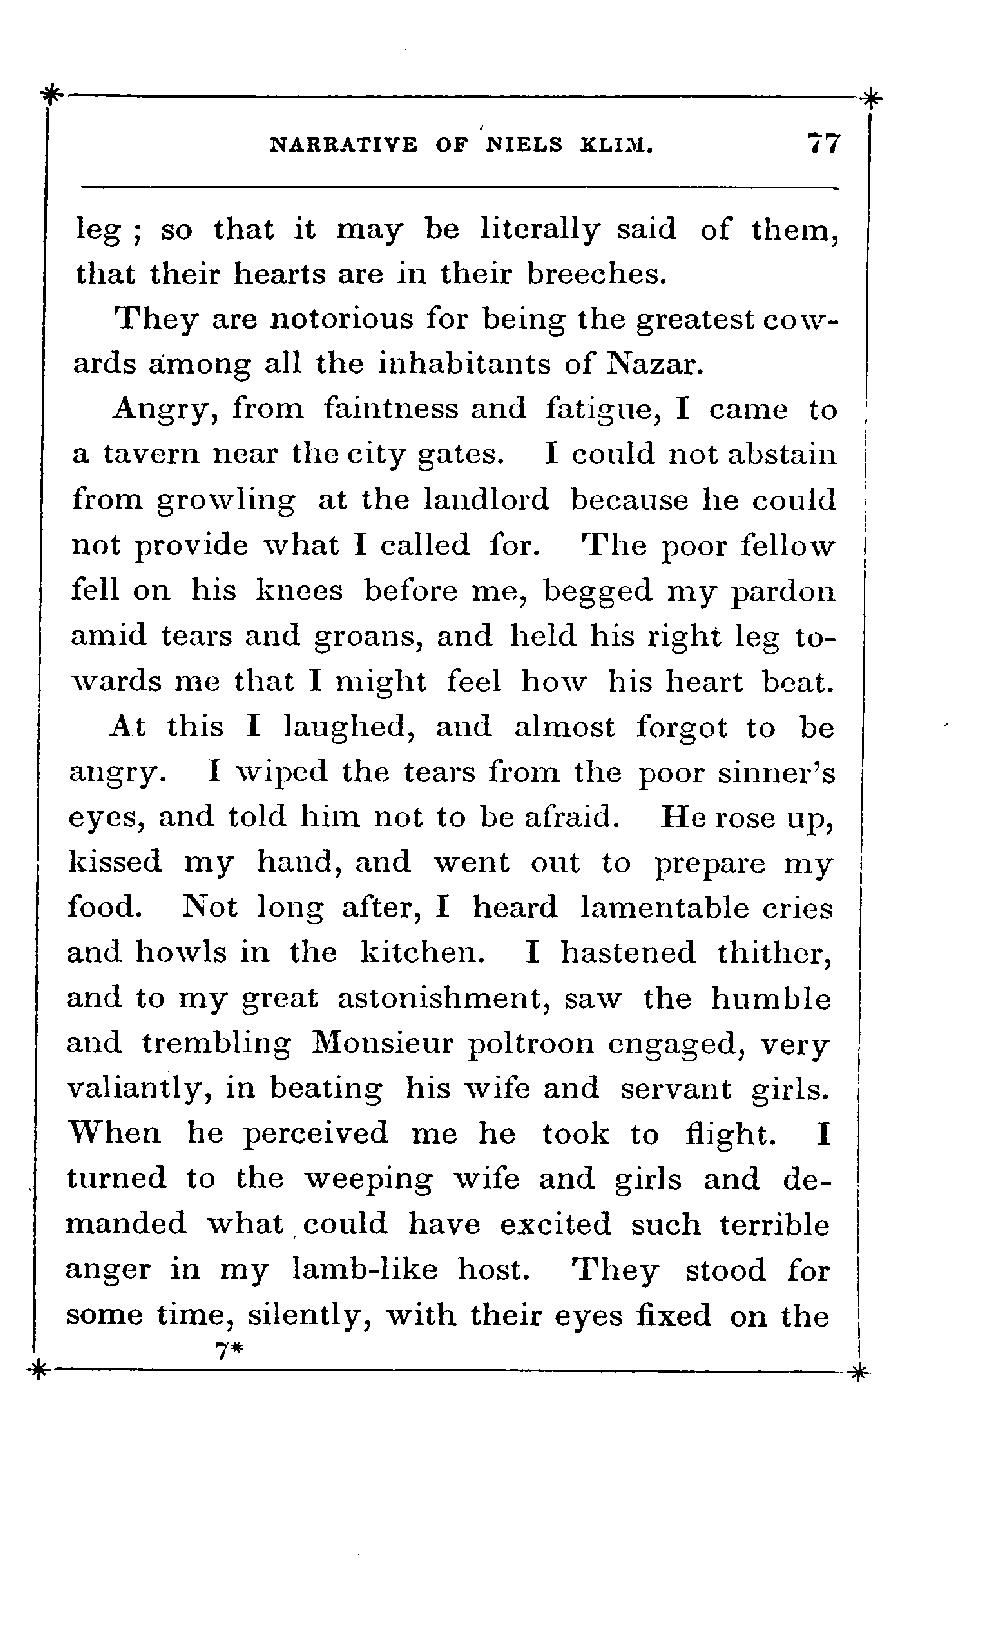 NARRATIVE OF NIELS KLIM. 77
leg ; so that it may be literally said of them,
that their hearts are in their breeches.
They are notorious for being the greatest cow-
ards among all the inhabitants of Nazar.
Angry, from faintness and fatigue, I came to
a tavern near the city gates. I could not abstain
from growling at the landlord because he could
not provide what I called for. The poor fellow
fell on his knees before me, begged my pardon
amid tears and groans, and held his right leg to-
wards me that I might feel how his heart beat.
At this I laughed, and almost forgot to be
angry. I wiped the tears from the poor sinner's
eyes, and told him not to be afraid. He rose up,
kissed my hand, and went out to prepare my
food. Not long after, I heard lamentable cries
and howls in the kitchen. I hastened thither,
and to my great astonishment, saw the humble
and trembling Monsieur poltroon engaged, very
valiantly, in beating his wife and servant girls.
When he perceived me he took to flight. I
turned to the weeping wife and girls and de-
manded what could have excited such terrible
anger in my lamb-like host. They stood for
some time, silently, with their eyes fixed on the
7*